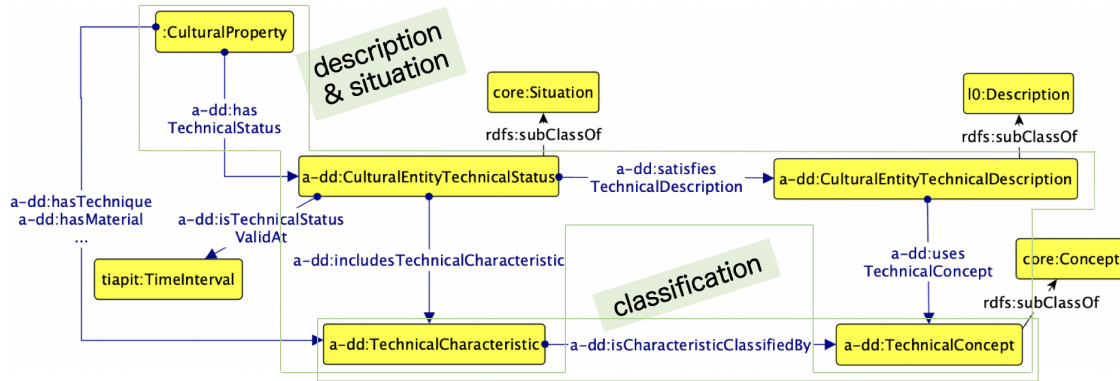 :CulturalProperty
description
& situation
core:Situation
l0:Description
a-dd:has
TechnicalStatus
rdfs:subClassOf
rdfs:subClassOf
a-dd:CulturalEntityTechnicalStatus
a-dd:satisfies
TechnicalDescription
a-dd:CulturalEntityTechnicalDescription
a-dd:hasTechnique
a-dd:hasMaterial
...
a-dd:isTechnicalStatus
ValidAt
a-dd:includesTechnicalCharacteristic
a-dd:uses
TechnicalConcept
core:Concept
tiapit:TimeInterval
classification
rdfs:subClassOf
a-dd:TechnicalCharacteristic
a-dd:isCharacteristicClassifiedBy
a-dd:TechnicalConcept